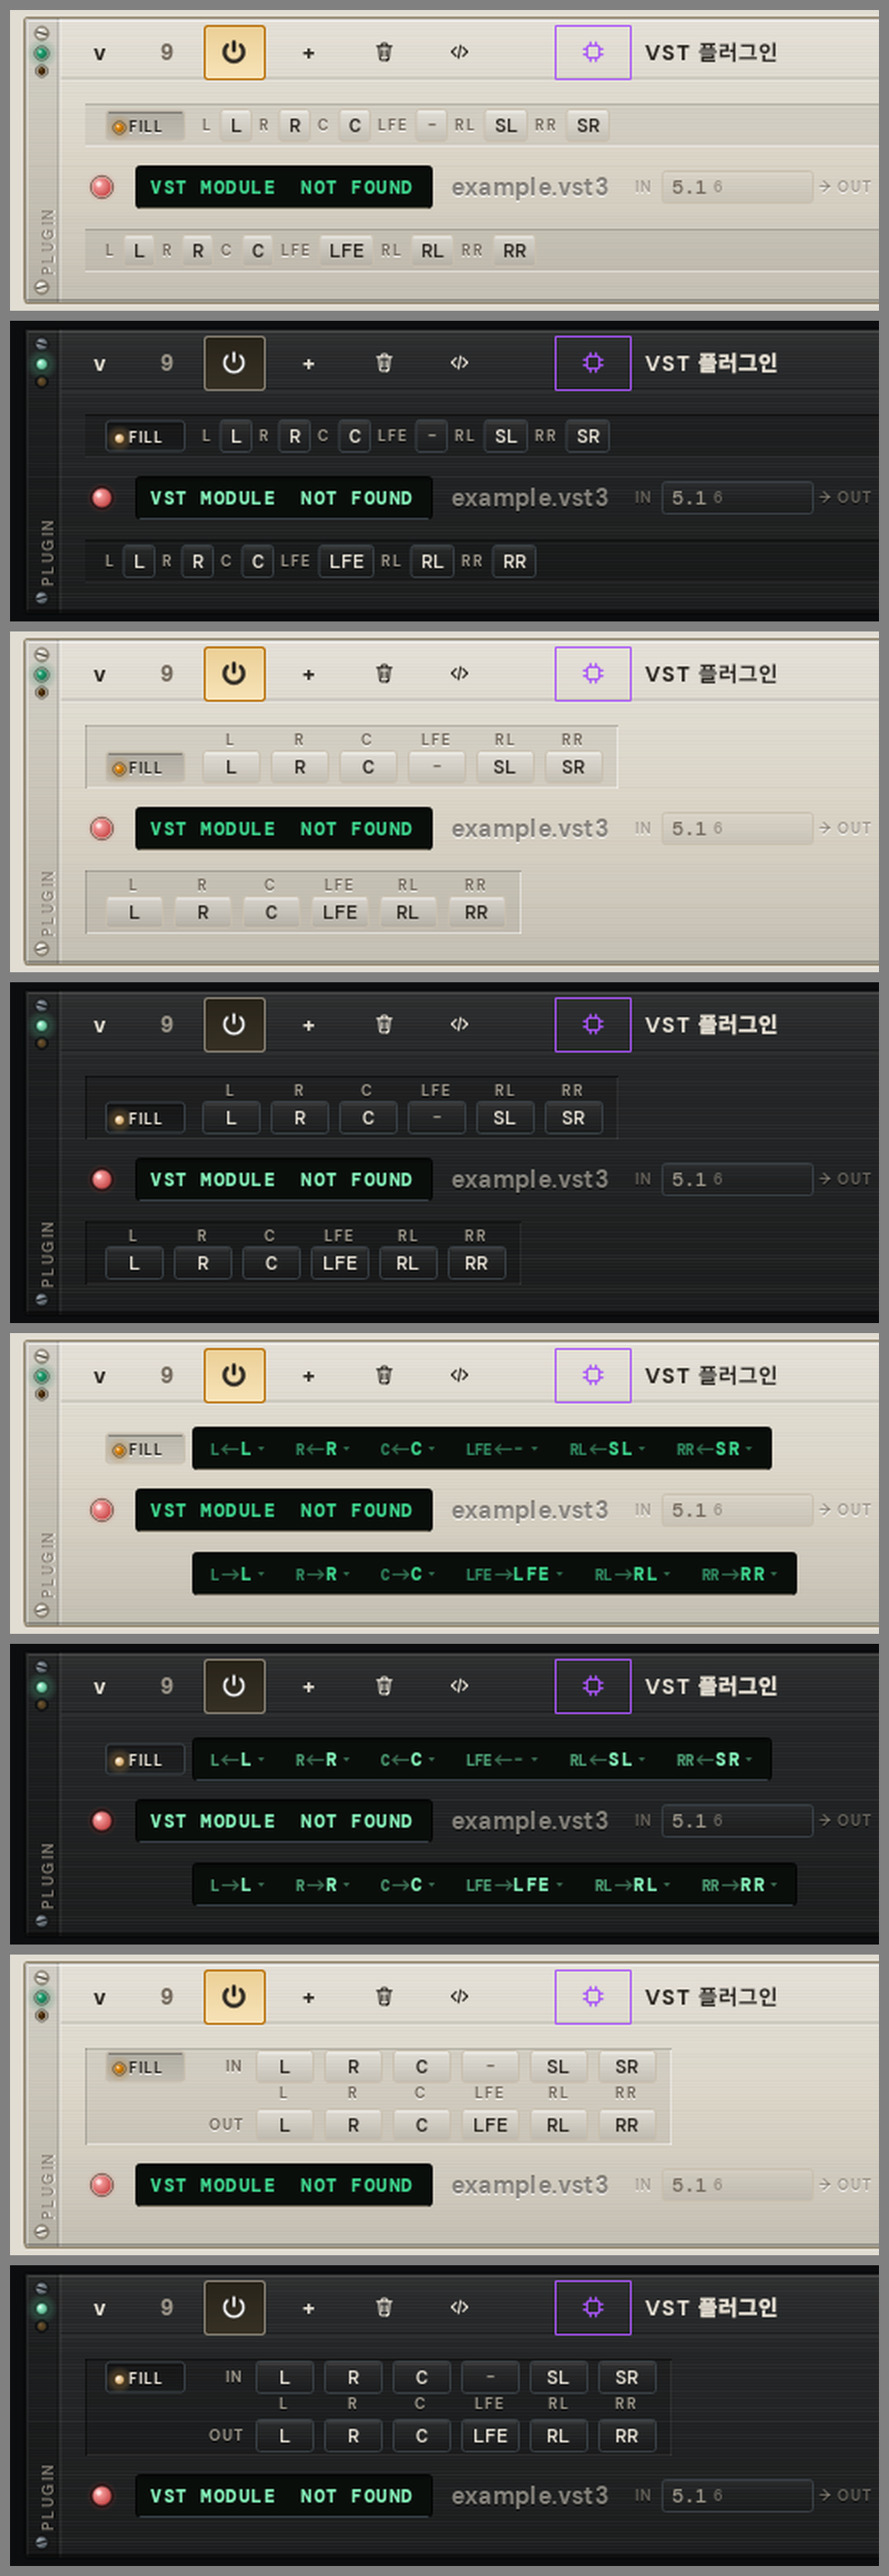 v 9 + </> VST 플러그인
FILL L L R R C C LFE - RL SL RR SR
VST MODULE NOT FOUND example.vst3 IN 5.1 6 → OUT
L L R R C C LFE LFE RL RL RR RR
PLUGIN
v 9 + </> VST 플러그인
FILL L L R R C C LFE - RL SL RR SR
VST MODULE NOT FOUND example.vst3 IN 5.1 6 → OUT
L L R R C C LFE LFE RL RL RR RR
PLUGIN
v 9 + </> VST 플러그인
L R C LFE RL RR
FILL L R C - SL SR
VST MODULE NOT FOUND example.vst3 IN 5.1 6 → OUT
L R C LFE RL RR
L R C LFE RL RR
PLUGIN
v 9 + </> VST 플러그인
L R C LFE RL RR
FILL L R C - SL SR
VST MODULE NOT FOUND example.vst3 IN 5.1 6 → OUT
L R C LFE RL RR
L R C LFE RL RR
PLUGIN
v 9 + </> VST 플러그인
FILL L←L R←R C←C LFE←- RL←SL RR←SR
VST MODULE NOT FOUND example.vst3 IN 5.1 6 → OUT
L→L R→R C→C LFE→LFE RL→RL RR→RR
PLUGIN
v 9 + </> VST 플러그인
FILL L←L R←R C←C LFE←- RL←SL RR←SR
VST MODULE NOT FOUND example.vst3 IN 5.1 6 → OUT
L→L R→R C→C LFE→LFE RL→RL RR→RR
PLUGIN
v 9 + </> VST 플러그인
FILL IN L R C - SL SR
L R C LFE RL RR
OUT L R C LFE RL RR
VST MODULE NOT FOUND example.vst3 IN 5.1 6 → OUT
PLUGIN
v 9 + </> VST 플러그인
FILL IN L R C - SL SR
L R C LFE RL RR
OUT L R C LFE RL RR
VST MODULE NOT FOUND example.vst3 IN 5.1 6 → OUT
PLUGIN